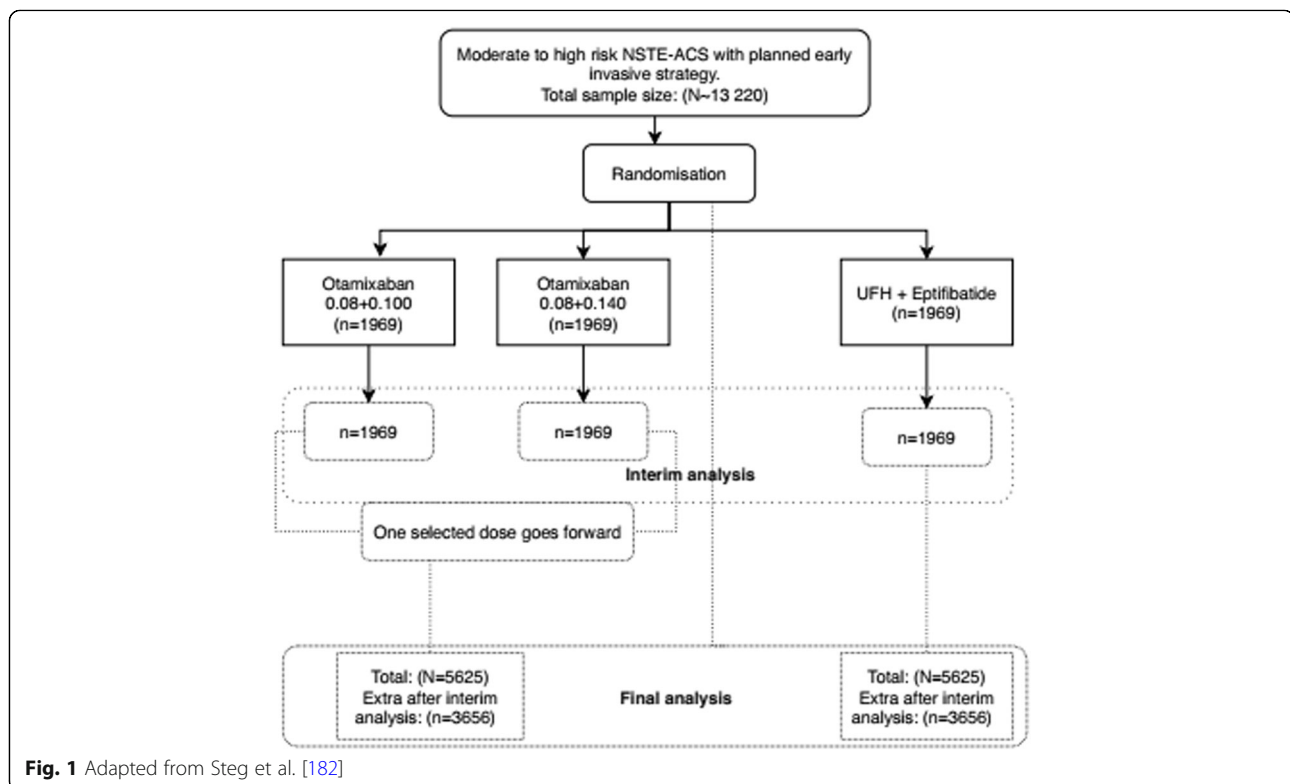 Moderate to high risk NSTE-ACS with planned early
invasive strategy.
Total sample size: (N~13 220)
Randomisation
Otamixaban
0.08+0.100
(n=1969)
Otamixaban
0.08+0.140
(n=1969)
UFH + Eptifibatide
(n=1969)
n=1969
n=1969
n=1969
Interim analysis
One selected dose goes forward
Total: (N=5625)
Extra after interim
analysis: (n=3656)
Final analysis
Total: (N=5625)
Extra after interim
analysis: (n=3656)
Fig. 1 Adapted from Steg et al. [182]